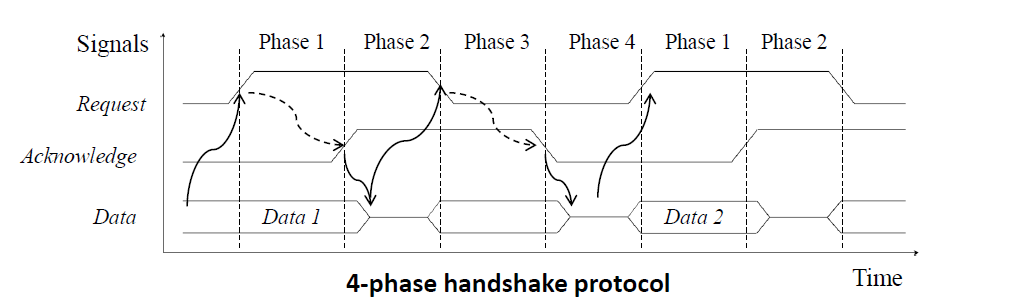 Signals
Phase 1 Phase 2 Phase 3 Phase 4 Phase 1 Phase 2
Request
Acknowledge
Data Data 1 Data 2
Time
4-phase handshake protocol